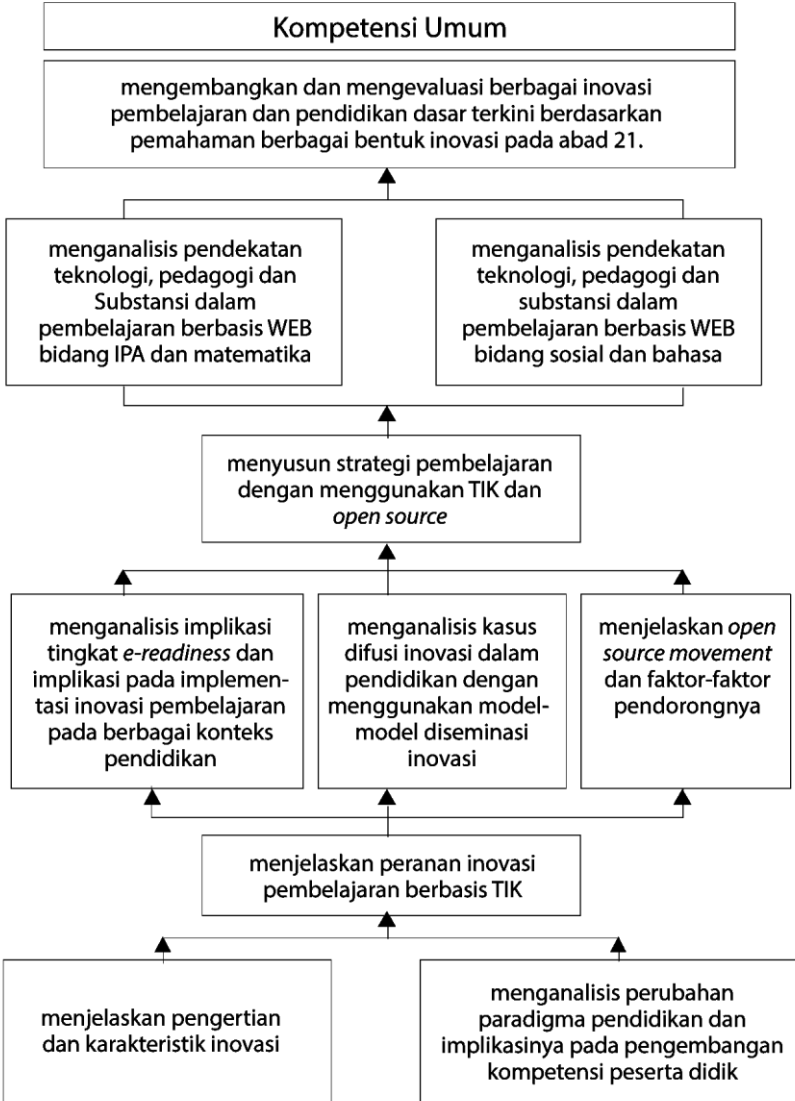 Kompetensi Umum
mengembangkan dan mengevaluasi berbagai inovasi
pembelajaran dan pendidikan dasar terkini berdasarkan
pemahaman berbagai bentuk inovasi pada abad 21.
menganalisis pendekatan
teknologi, pedagogi dan
Substansi dalam
pembelajaran berbasis WEB
bidang IPA dan matematika
menganalisis pendekatan
teknologi, pedagogi dan
substansi dalam
pembelajaran berbasis WEB
bidang sosial dan bahasa
menyusun strategi pembelajaran
dengan menggunakan TIK dan
open source
menganalisis implikasi
tingkat e-readiness dan
implikasi pada implemen-
tasi inovasi pembelajaran
pada berbagai konteks
pendidikan
menganalisis kasus
difusi inovasi dalam
pendidikan dengan
menggunakan model-
model diseminasi
inovasi
menjelaskan open
source movement
dan faktor-faktor
pendorongnya
menjelaskan peranan inovasi
pembelajaran berbasis TIK
menjelaskan pengertian
dan karakteristik inovasi
menganalisis perubahan
paradigma pendidikan dan
implikasinya pada pengembangan
kompetensi peserta didik